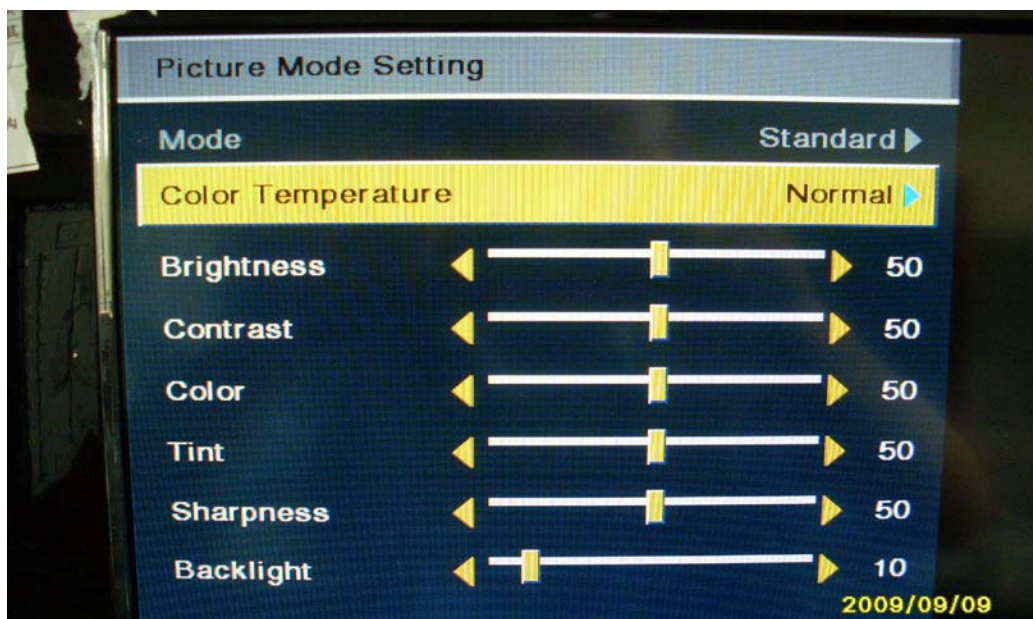 Picture Mode Setting
Mode Standard
Color Temperature Normal
Brightness 50
Contrast 50
Color 50
Tint 50
Sharpness 50
Backlight 10
2009/09/09